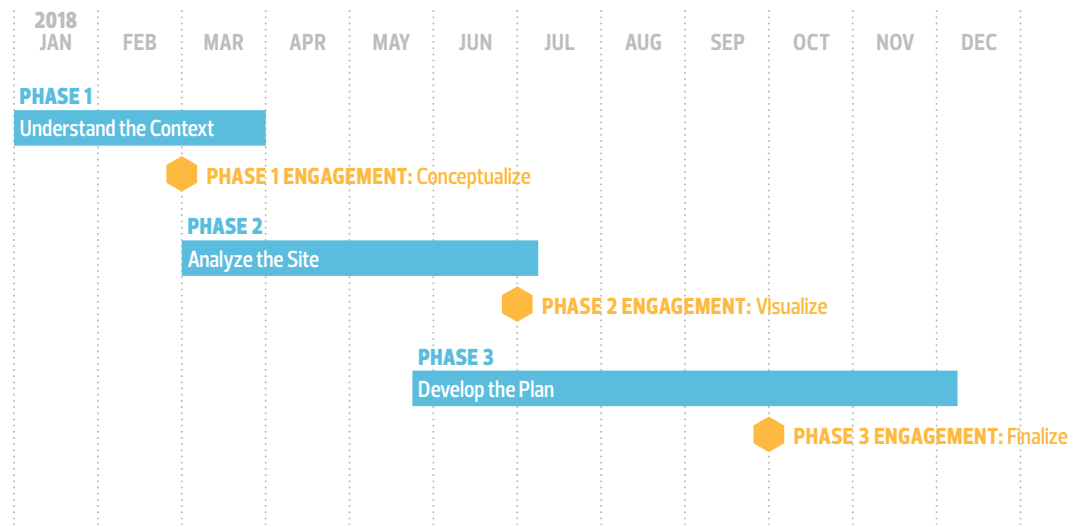 2018
JAN FEB MAR APR MAY JUN JUL AUG SEP OCT NOV DEC
PHASE 1
Understand the Context
PHASE 1 ENGAGEMENT: Conceptualize
PHASE 2
Analyze the Site
PHASE 2 ENGAGEMENT: Visualize
PHASE 3
Develop the Plan
PHASE 3 ENGAGEMENT: Finalize